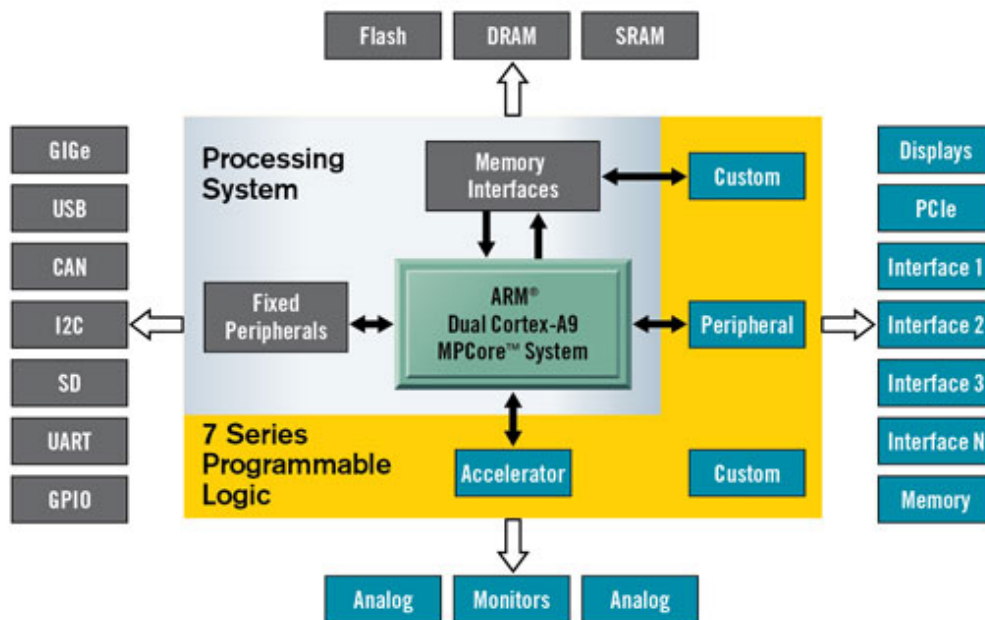 Flash
DRAM
SRAM
GIGe
USB
CAN
I2C
SD
UART
GPIO
Processing
System
Memory
Interfaces
Custom
Fixed
Peripherals
ARM®
Dual Cortex-A9
MPCore™ System
Peripheral
7 Series
Programmable
Logic
Accelerator
Custom
Displays
PCIe
Interface 1
Interface 2
Interface 3
Interface N
Memory
Analog
Monitors
Analog